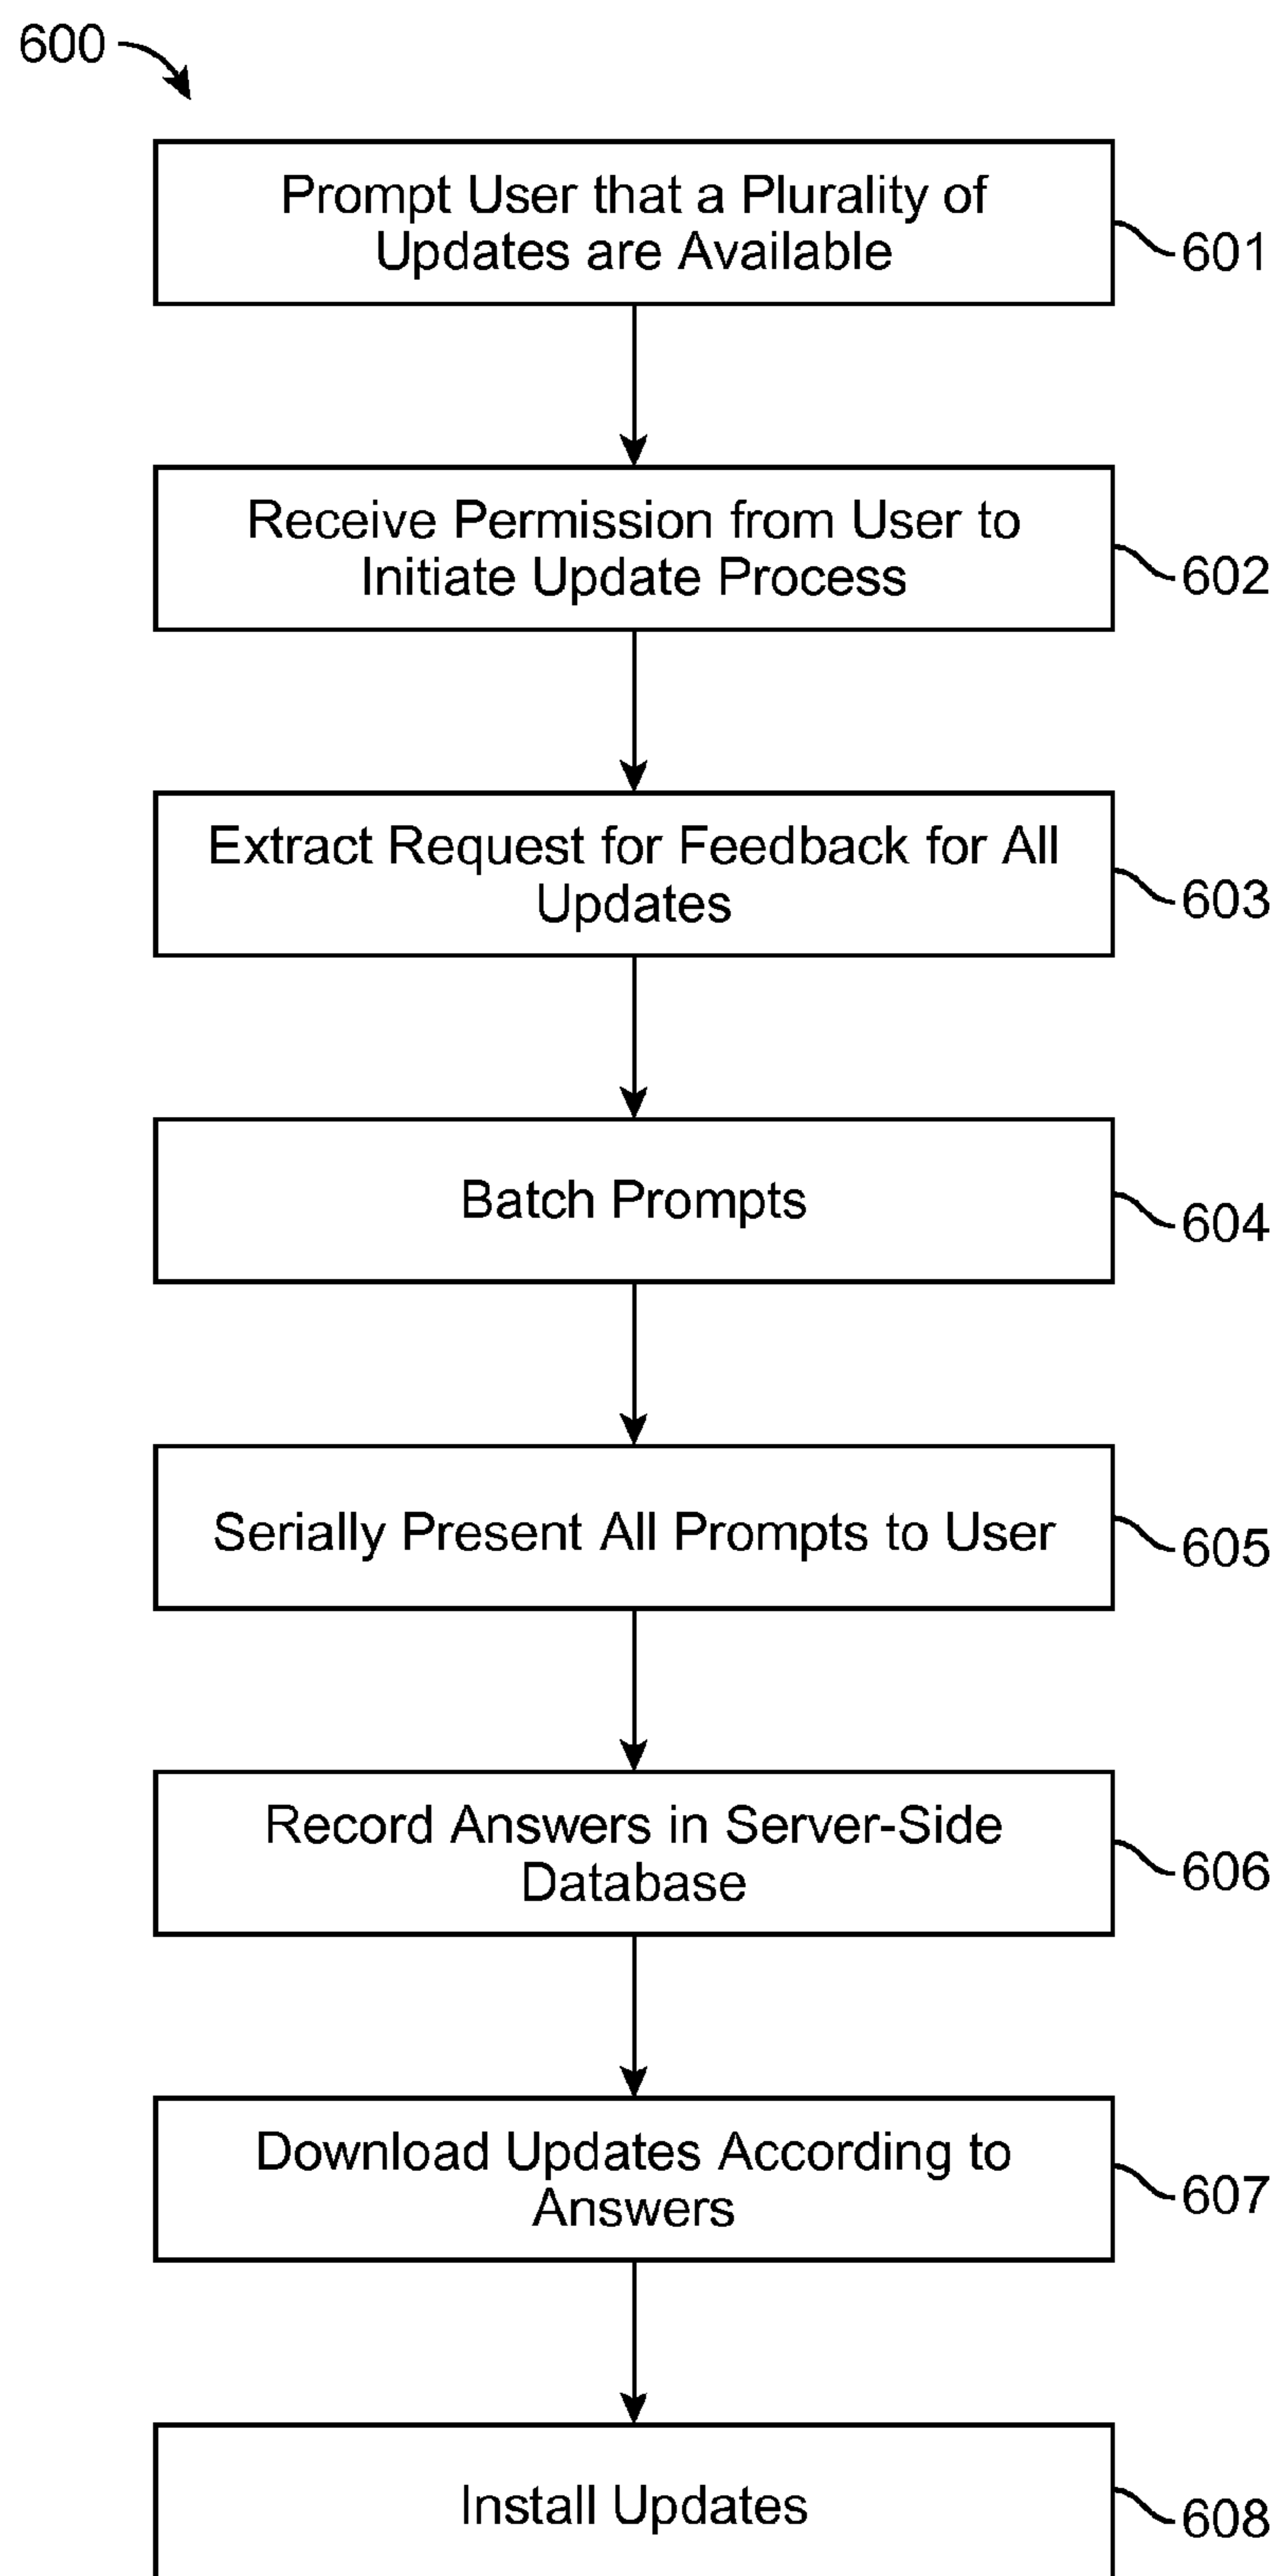 600
Prompt User that a Plurality of
Updates are Available
601
Receive Permission from User to
Initiate Update Process
602
Extract Request for Feedback for All
Updates
603
Batch Prompts
604
Serially Present All Prompts to User
605
Record Answers in Server-Side
Database
606
Download Updates According to
Answers
607
Install Updates
608